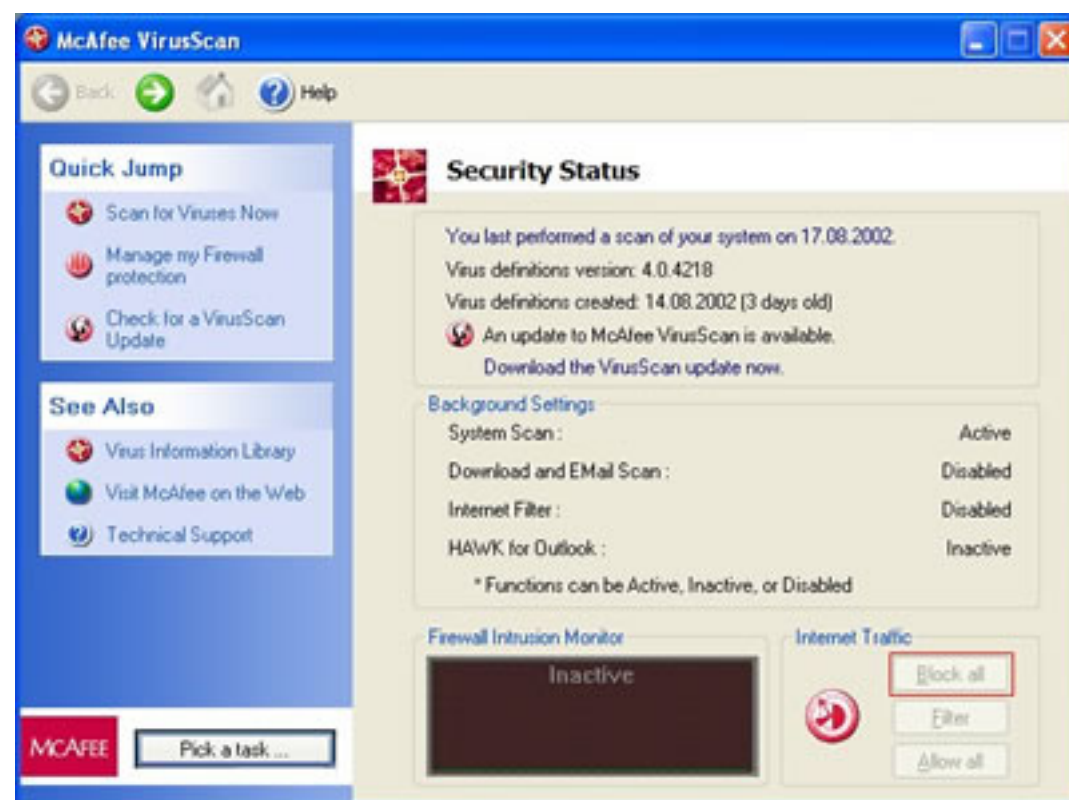 McAfee VirusScan
Back
Help
Quick Jump
Scan for Viruses Now
Manage my Firewall
protection
Check for a VirusScan
Update
See Also
Virus Information Library
Visit McAfee on the Web
Technical Support
MCAFEE
Pick a task ...
Security Status
You last performed a scan of your system on 17.08.2002.
Virus definitions version: 4.0.4218
Virus definitions created: 14.08.2002 (3 days old)
An update to McAfee VirusScan is available.
Download the VirusScan update now.
Background Settings
System Scan : Active
Download and EMail Scan : Disabled
Internet Filter : Disabled
HAWK for Outlook : Inactive
* Functions can be Active, Inactive, or Disabled
Firewall Intrusion Monitor
Inactive
Internet Traffic
Block all
Filter
Allow all